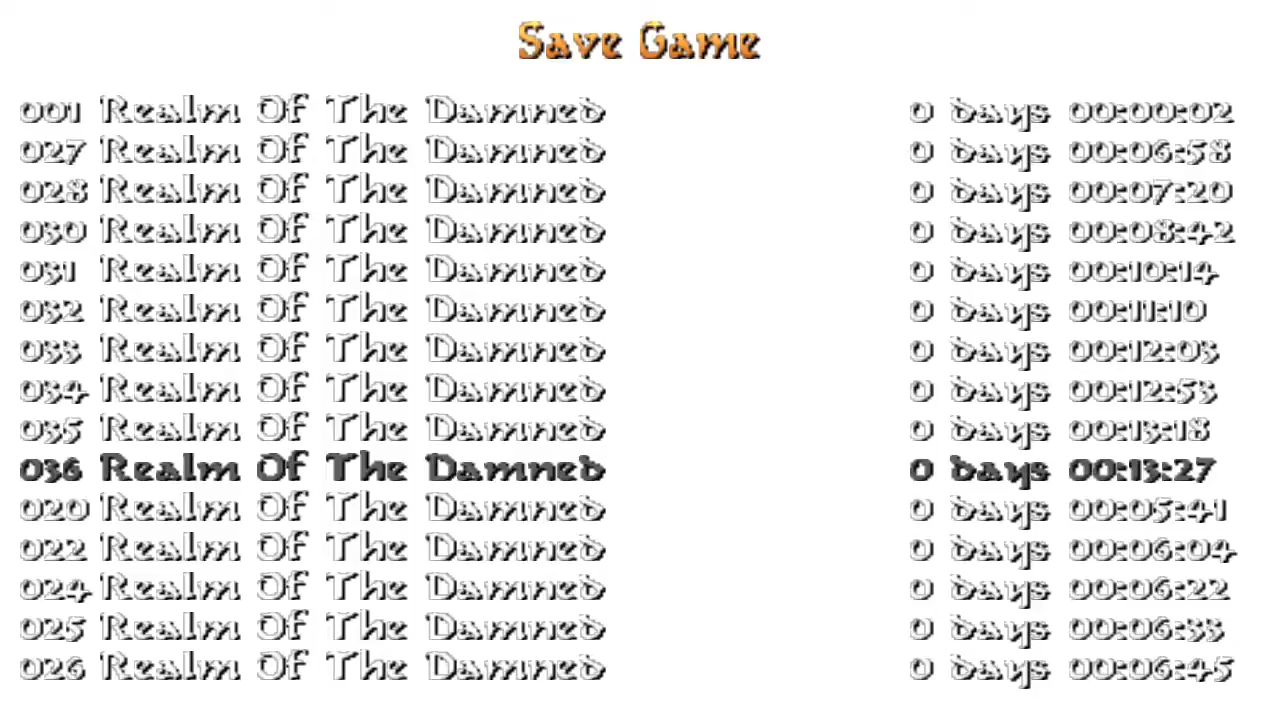 Save Game
001 Realm Of The Damned 0 days 00:00:02
027 Realm Of The Damned 0 days 00:06:58
028 Realm Of The Damned 0 days 00:07:20
030 Realm Of The Damned 0 days 00:08:42
031 Realm Of The Damned 0 days 00:10:14
032 Realm Of The Damned 0 days 00:11:10
033 Realm Of The Damned 0 days 00:12:03
034 Realm Of The Damned 0 days 00:12:53
035 Realm Of The Damned 0 days 00:13:18
036 Realm Of The Damned 0 days 00:13:27
020 Realm Of The Damned 0 days 00:05:41
022 Realm Of The Damned 0 days 00:06:04
024 Realm Of The Damned 0 days 00:06:22
025 Realm Of The Damned 0 days 00:06:33
026 Realm Of The Damned 0 days 00:06:45